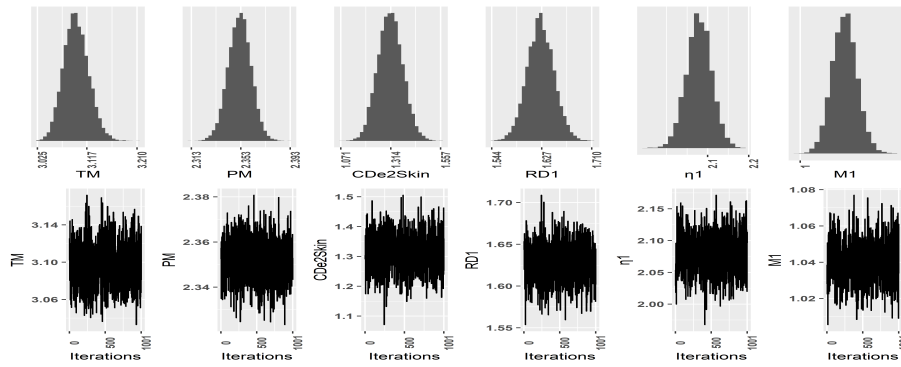 3.025 3.117 3.210
TM
2.313 2.353 2.393
PM
1.071 1.314 1.557
CDe2Skin
1.544 1.627 1.710
RD1
2.1 2.2
η1
1
M1
TM
3.14
3.10
3.06
0 500 1001
Iterations
PM
2.38
2.36
2.34
0 500 1001
Iterations
CDe2Skin
1.5
1.4
1.3
1.2
1.1
0 500 1001
Iterations
RD1
1.70
1.65
1.60
1.55
0 500 1001
Iterations
η1
2.15
2.10
2.05
2.00
0 500 1001
Iterations
M1
1.08
1.06
1.04
1.02
0 500 1001
Iterations